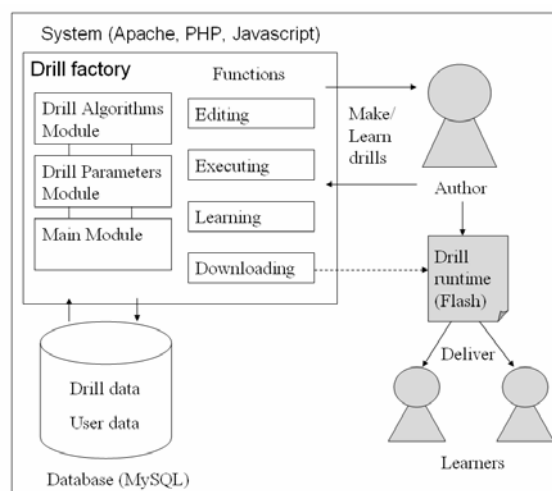 System (Apache, PHP, Javascript)
Drill factory
Drill Algorithms
Module
Drill Parameters
Module
Main Module
Functions
Editing
Executing
Learning
Downloading
Make/
Learn
drills
Author
Drill
runtime
(Flash)
Deliver
Learners
Drill data
User data
Database (MySQL)